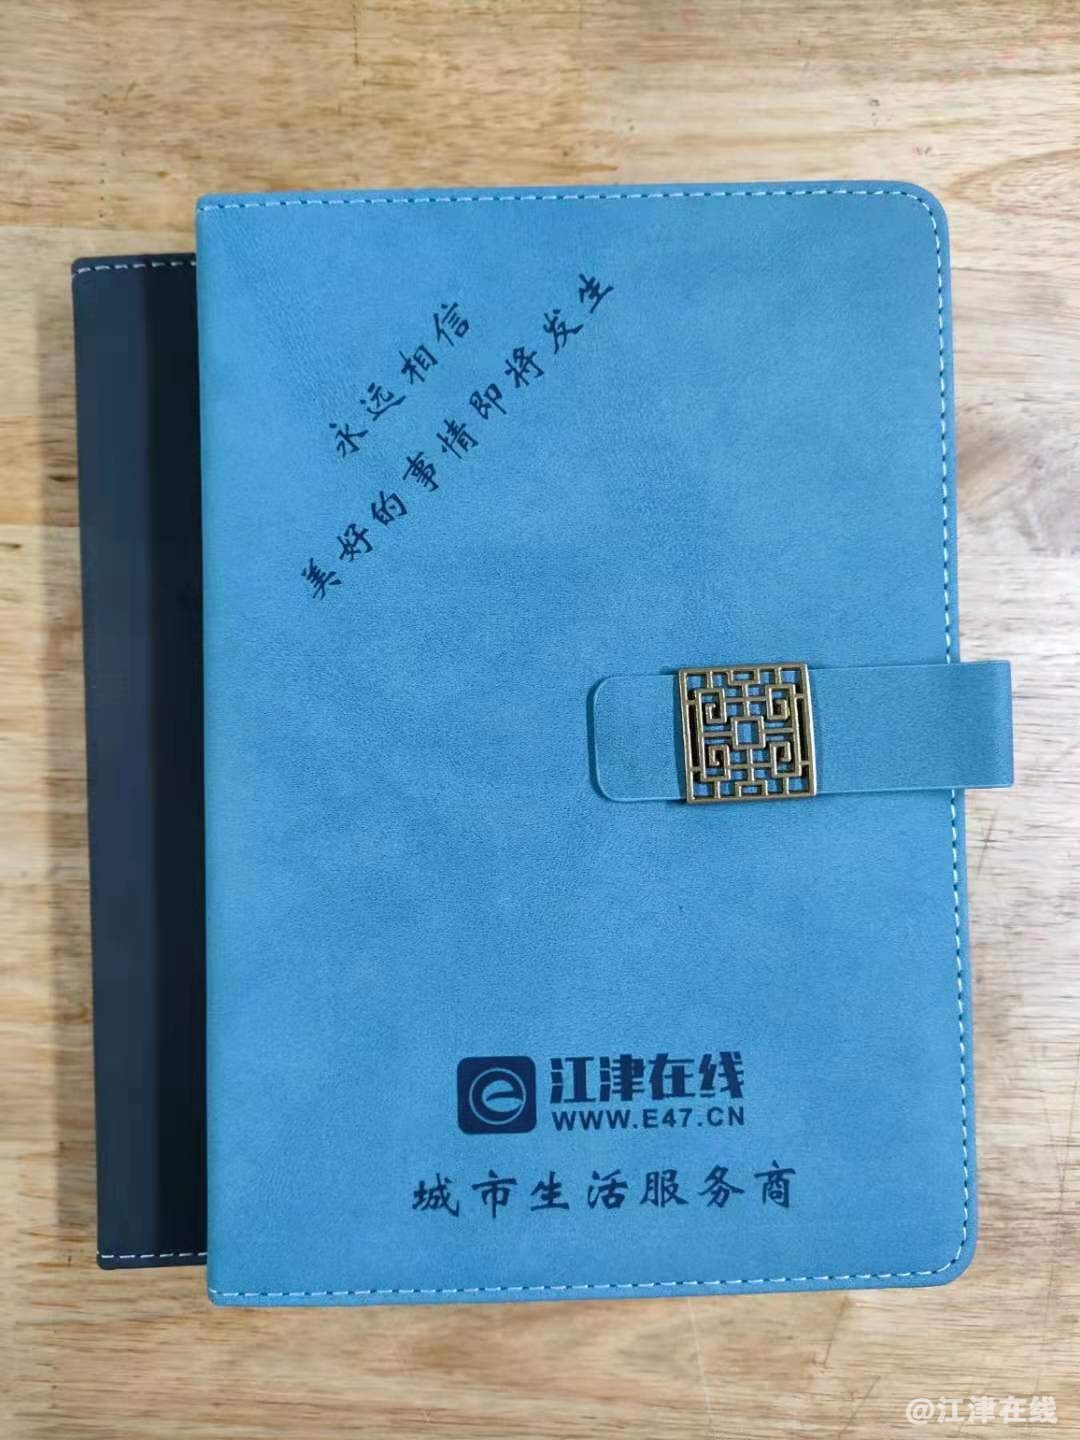 永远相信
美好的事情即将发生
江津在线
WWW.E47.CN
城市生活服务商
@江津在线